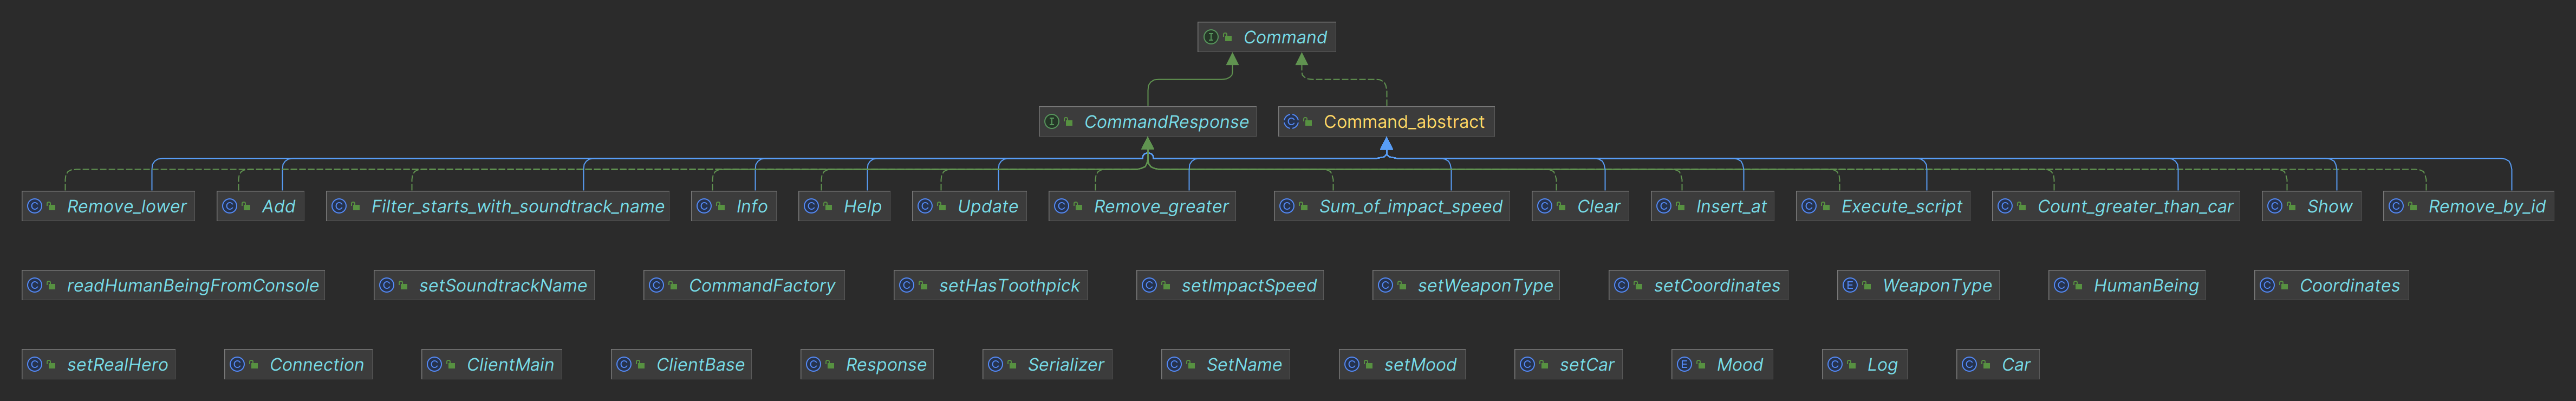 Command
CommandResponse Command_abstract
Remove_lower Add Filter_starts_with_soundtrack_name Info Help Update Remove_greater Sum_of_impact_speed Clear Insert_at Execute_script Count_greater_than_car Show Remove_by_id
readHumanBeingFromConsole setSoundtrackName CommandFactory setHasToothpick setImpactSpeed setWeaponType setCoordinates WeaponType HumanBeing Coordinates
setRealHero Connection ClientMain ClientBase Response Serializer SetName setMood setCar Mood Log Car